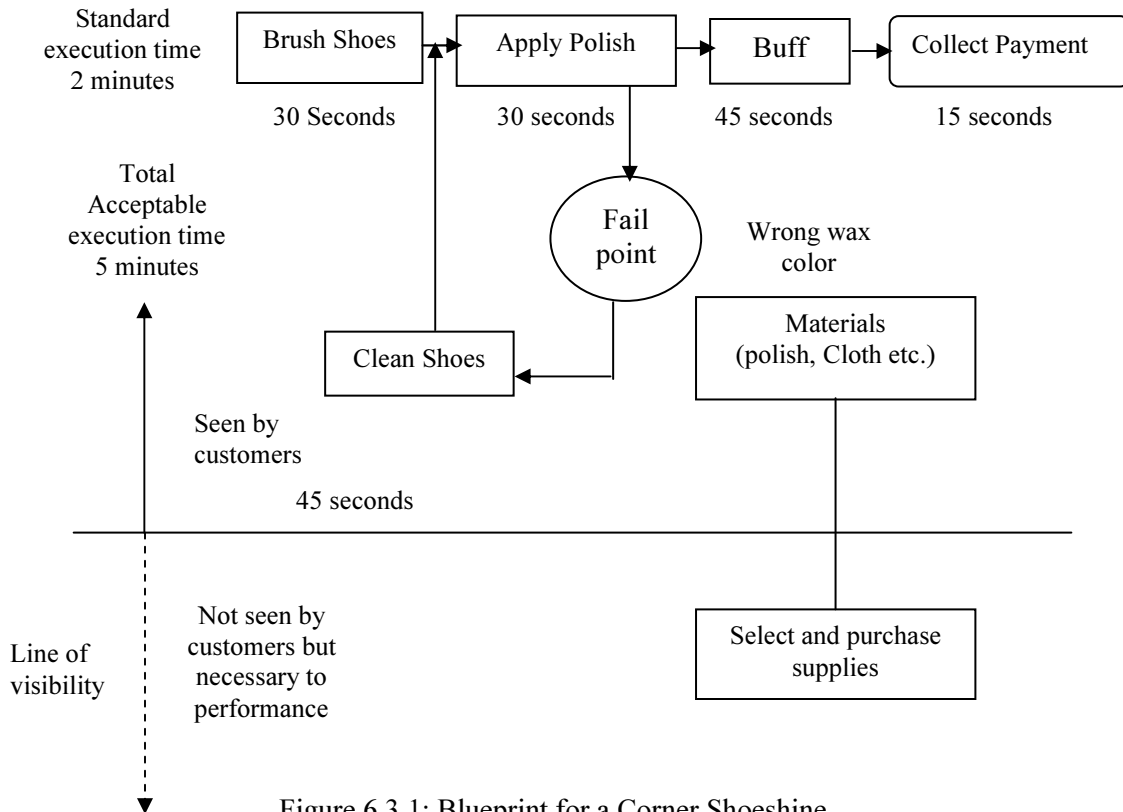 Standard
execution time
2 minutes
Brush Shoes
Apply Polish
Buff
Collect Payment
30 Seconds
30 seconds
45 seconds
15 seconds
Total
Acceptable
execution time
5 minutes
Fail
point
Wrong wax
color
Clean Shoes
Materials
(polish, Cloth etc.)
Seen by
customers
45 seconds
Line of
visibility
Not seen by
customers but
necessary to
performance
Select and purchase
supplies
Figure 6.3.1: Blueprint for a Corner Shoeshine